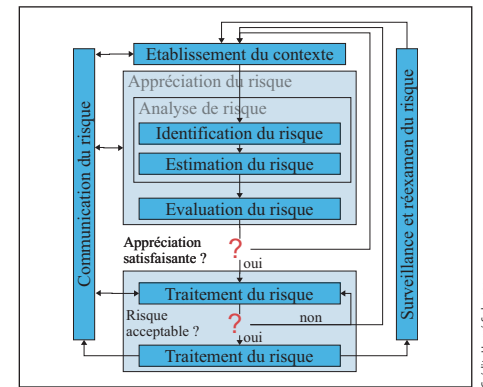 Etablissement du contexte
Appréciation du risque
Analyse de risque
Identification du risque
Estimation du risque
Evaluation du risque
Appréciation
satisfaisante ?
?
oui
Traitement du risque
Risque
acceptable ?
?
non
oui
Traitement du risque
Communication du risque
Surveillance et réexamen du risque